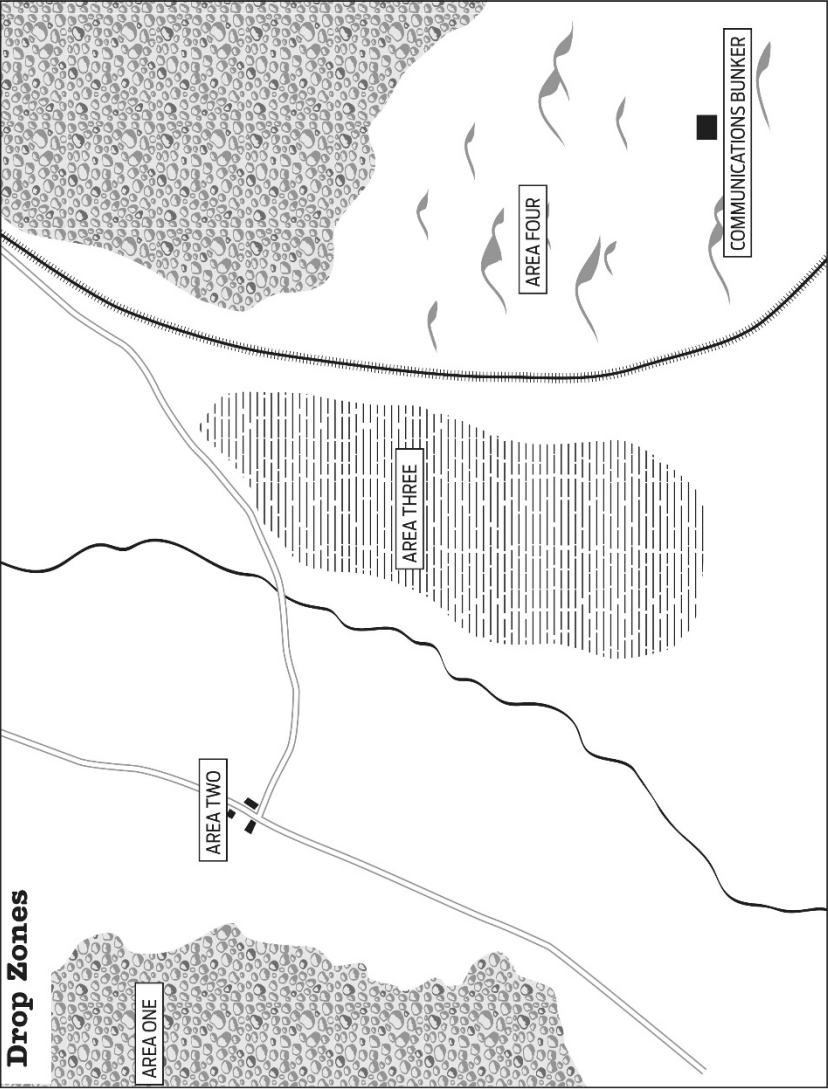 Drop Zones
AREA ONE
AREA TWO
AREA THREE
AREA FOUR
COMMUNICATIONS BUNKER